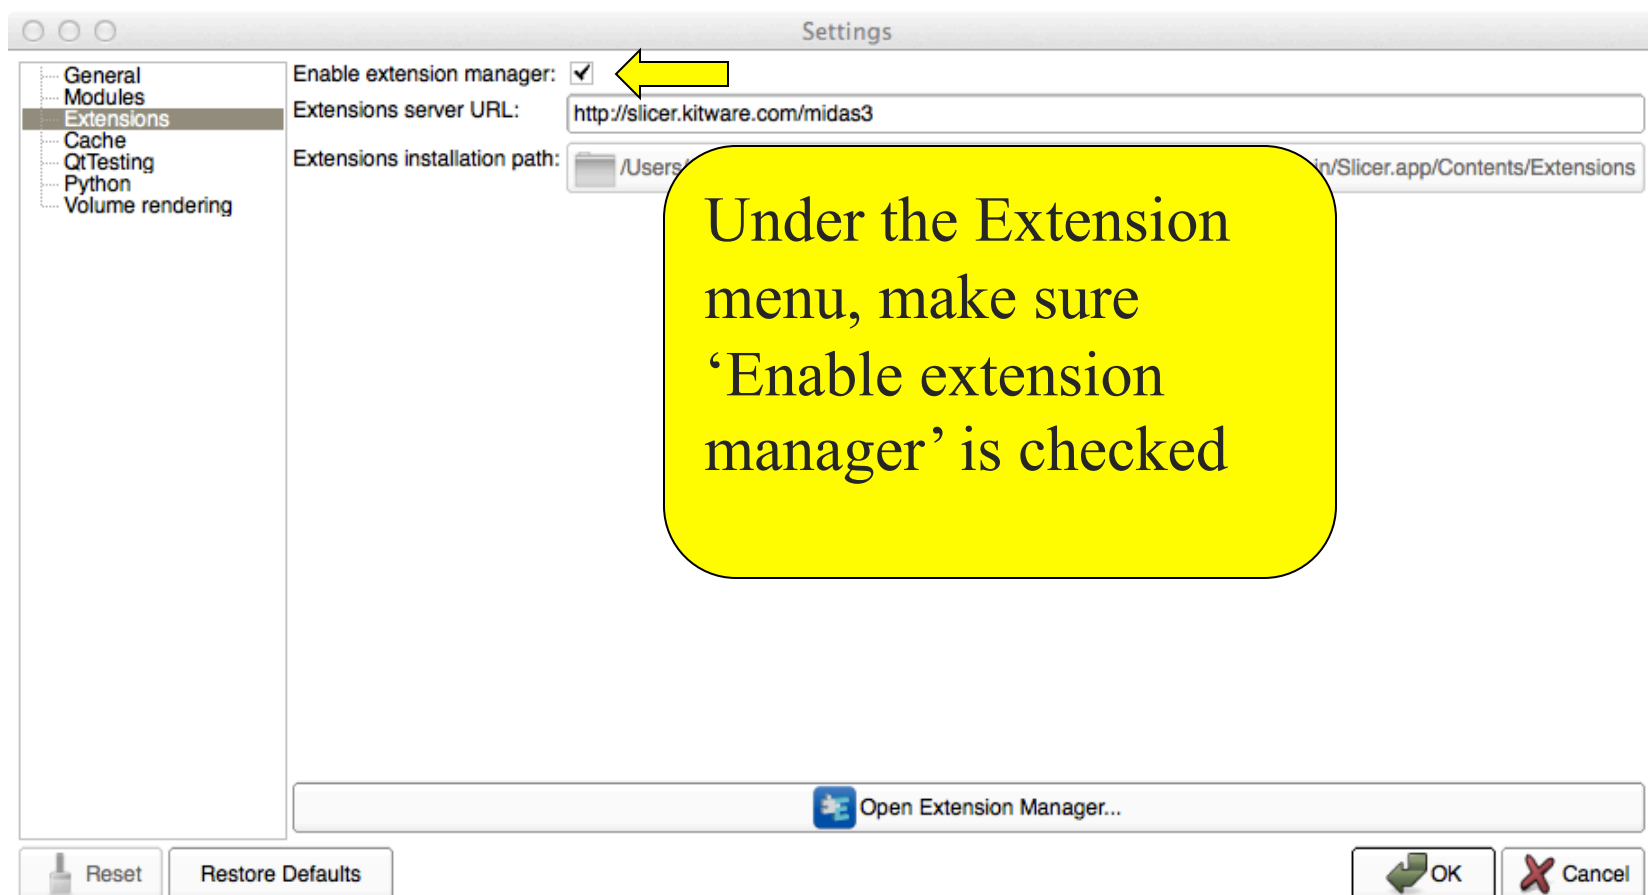 Settings
General
Modules
Extensions
Cache
QtTesting
Python
Volume rendering
Enable extension manager:
Extensions server URL:
http://slicer.kitware.com/midas3
Extensions installation path:
/Users in/Slicer.app/Contents/Extensions
Under the Extension
menu, make sure
‘Enable extension
manager’ is checked
Open Extension Manager...
Reset
Restore Defaults
OK
Cancel